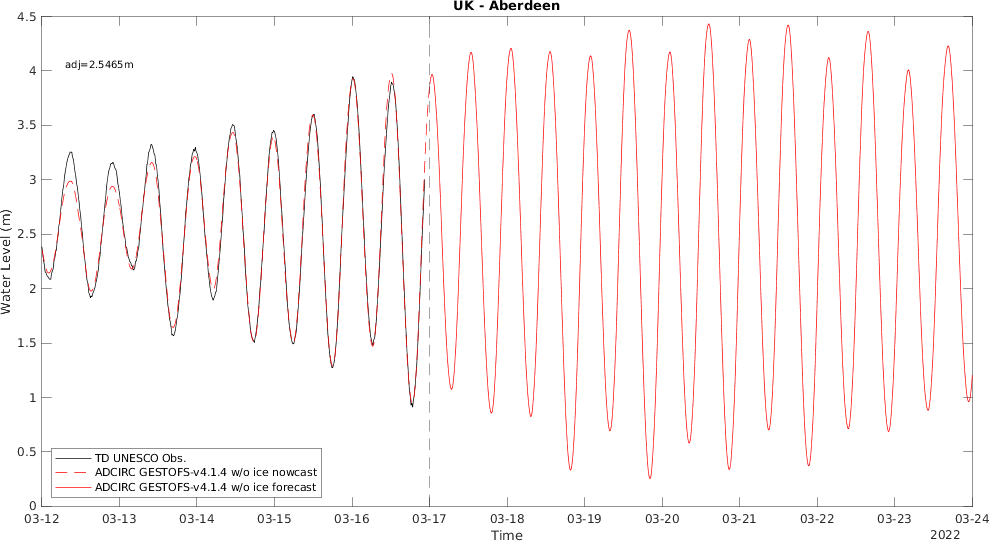 UK - Aberdeen
4.5
4
3.5
3
2.5
2
1.5
1
0.5
0
Water Level (m)
adj=2.5465m
TD UNESCO Obs.
ADCIRC GESTOFS-v4.1.4 w/o ice nowcast
ADCIRC GESTOFS-v4.1.4 w/o ice forecast
03-12 03-13 03-14 03-15 03-16 03-17 03-18 03-19 03-20 03-21 03-22 03-23 03-24
Time
2022